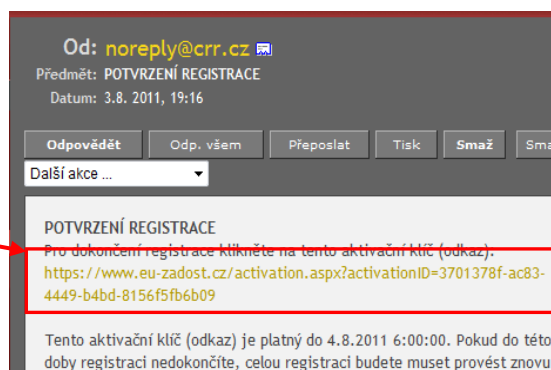 Od: noreply@crr.cz
Předmět: POTVRZENÍ REGISTRACE
Datum: 3.8. 2011, 19:16
Odpovědět Odp. všem Přeposlat Tisk Smaž
Další akce ...
POTVRZENÍ REGISTRACE
Pro dokončení registrace klikněte na tento aktivační klíč (odkaz):
https://www.eu-zadost.cz/activation.aspx?activationID=3701378f-ac83-
4449-b4bd-8156f5fb6b09
Tento aktivační klíč (odkaz) je platný do 4.8.2011 6:00:00. Pokud do této
doby registraci nedokončíte, celou registraci budete muset provést znovu